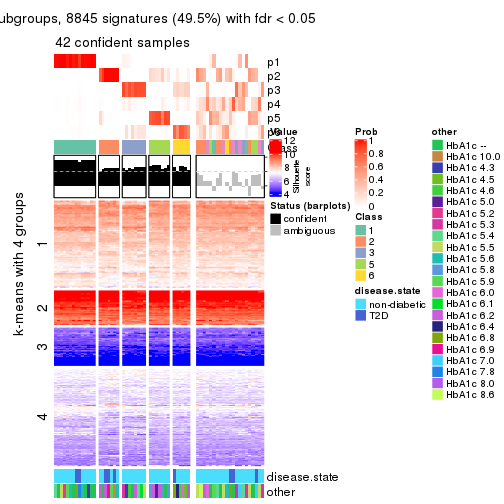 ubgroups, 8845 signatures (49.5%) with fdr < 0.05
42 confident samples
p1
p2
p3
p4
p5
k-means with 4 groups
1
2
3
4
Value
12
10
8
6
4
Silhouette
score
Status (barplots)
confident
ambiguous
Prob
1
0.8
0.6
0.4
0.2
0
Class
1
2
3
5
6
disease.state
non-diabetic
T2D
other
HbA1c --
HbA1c 10.0
HbA1c 4.3
HbA1c 4.5
HbA1c 4.6
HbA1c 5.0
HbA1c 5.2
HbA1c 5.3
HbA1c 5.4
HbA1c 5.5
HbA1c 5.6
HbA1c 5.8
HbA1c 5.9
HbA1c 6.0
HbA1c 6.1
HbA1c 6.2
HbA1c 6.4
HbA1c 6.8
HbA1c 6.9
HbA1c 7.0
HbA1c 7.8
HbA1c 8.0
HbA1c 8.6
disease.state
other